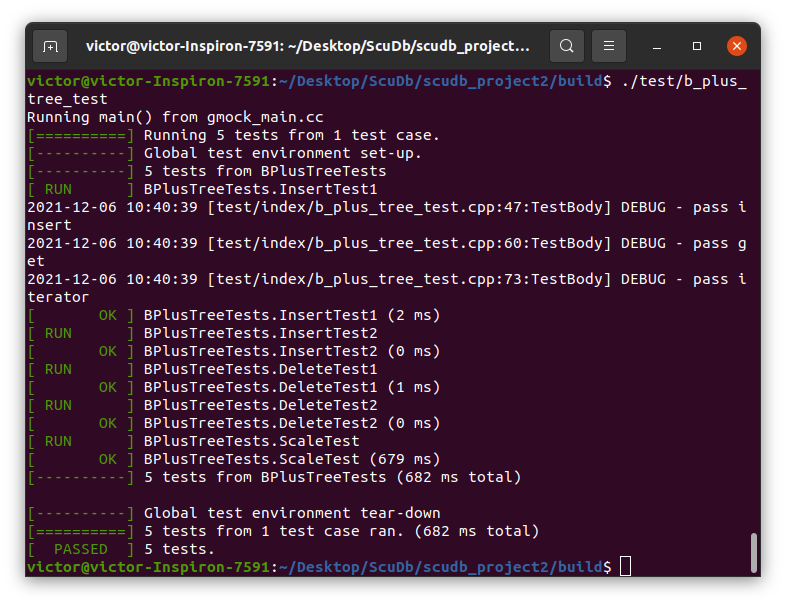 victor@victor-Inspiron-7591: ~/Desktop/ScuDb/scudb_project...
victor@victor-Inspiron-7591:~/Desktop/ScuDb/scudb_project2/build$ ./test/b_plus_
tree_test
Running main() from gmock_main.cc
[==========] Running 5 tests from 1 test case.
[----------] Global test environment set-up.
[----------] 5 tests from BPlusTreeTests
[ RUN      ] BPlusTreeTests.InsertTest1
2021-12-06 10:40:39 [test/index/b_plus_tree_test.cpp:47:TestBody] DEBUG - pass i
nsert
2021-12-06 10:40:39 [test/index/b_plus_tree_test.cpp:60:TestBody] DEBUG - pass g
et
2021-12-06 10:40:39 [test/index/b_plus_tree_test.cpp:73:TestBody] DEBUG - pass i
terator
[       OK ] BPlusTreeTests.InsertTest1 (2 ms)
[ RUN      ] BPlusTreeTests.InsertTest2
[       OK ] BPlusTreeTests.InsertTest2 (0 ms)
[ RUN      ] BPlusTreeTests.DeleteTest1
[       OK ] BPlusTreeTests.DeleteTest1 (1 ms)
[ RUN      ] BPlusTreeTests.DeleteTest2
[       OK ] BPlusTreeTests.DeleteTest2 (0 ms)
[ RUN      ] BPlusTreeTests.ScaleTest
[       OK ] BPlusTreeTests.ScaleTest (679 ms)
[----------] 5 tests from BPlusTreeTests (682 ms total)

[----------] Global test environment tear-down
[==========] 5 tests from 1 test case ran. (682 ms total)
[  PASSED  ] 5 tests.
victor@victor-Inspiron-7591:~/Desktop/ScuDb/scudb_project2/build$